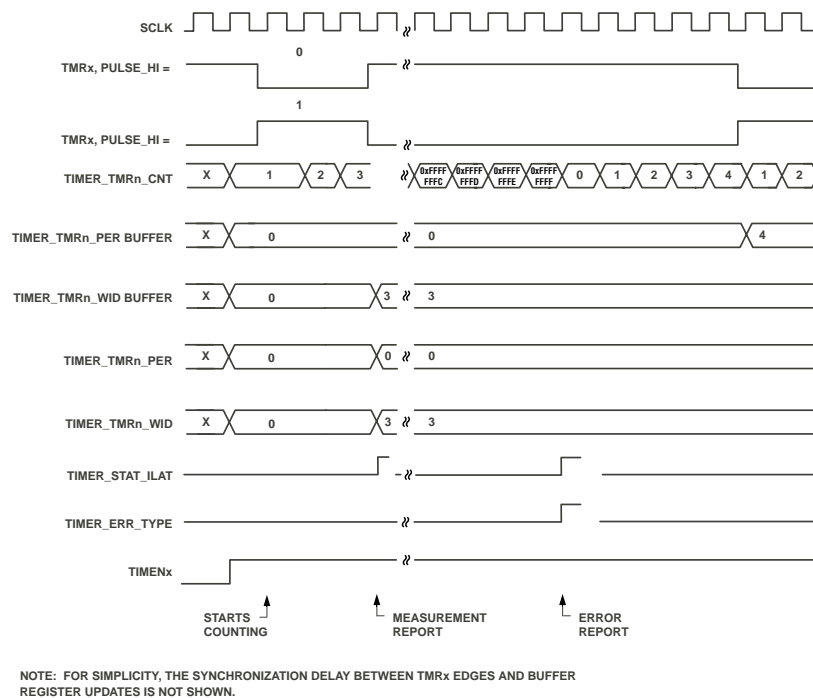 SCLK
0
TMRx, PULSE_HI =
1
TMRx, PULSE_HI =
TIMER_TMRn_CNT X 1 2 3 0xFFFF FFFC 0xFFFF FFFD 0xFFFF FFFE 0xFFFF FFFF 0 1 2 3 4 1 2
TIMER_TMRn_PER BUFFER X 0 0 4
TIMER_TMRn_WID BUFFER X 0 3 3
TIMER_TMRn_PER X 0 0 0
TIMER_TMRn_WID X 0 3 3
TIMER_STAT_ILAT
TIMER_ERR_TYPE
TIMENx
STARTS COUNTING
MEASUREMENT REPORT
ERROR REPORT
NOTE: FOR SIMPLICITY, THE SYNCHRONIZATION DELAY BETWEEN TMRx EDGES AND BUFFER
REGISTER UPDATES IS NOT SHOWN.